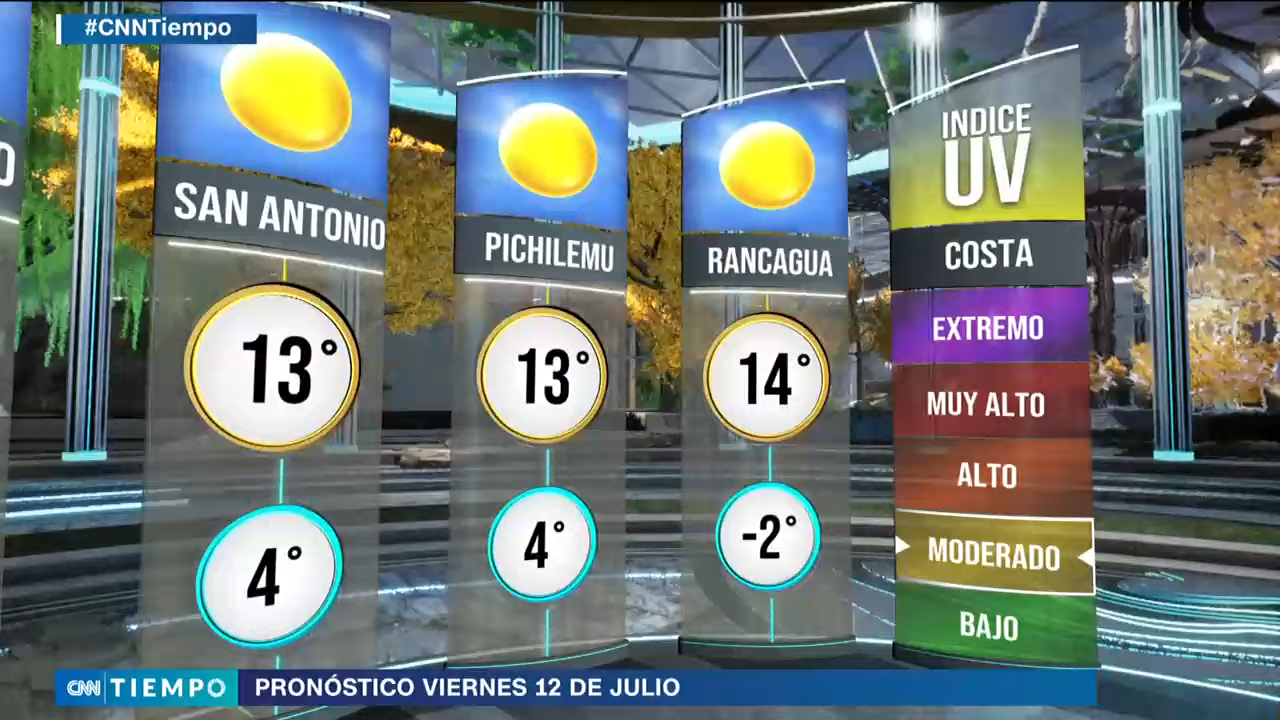 #CNNTiempo
SAN ANTONIO
13°
4°
PICHILEMU
13°
4°
RANCAGUA
14°
-2°
INDICE
UV
COSTA
EXTREMO
MUY ALTO
ALTO
MODERADO
BAJO
CNN TIEMPO
PRONÓSTICO VIERNES 12 DE JULIO